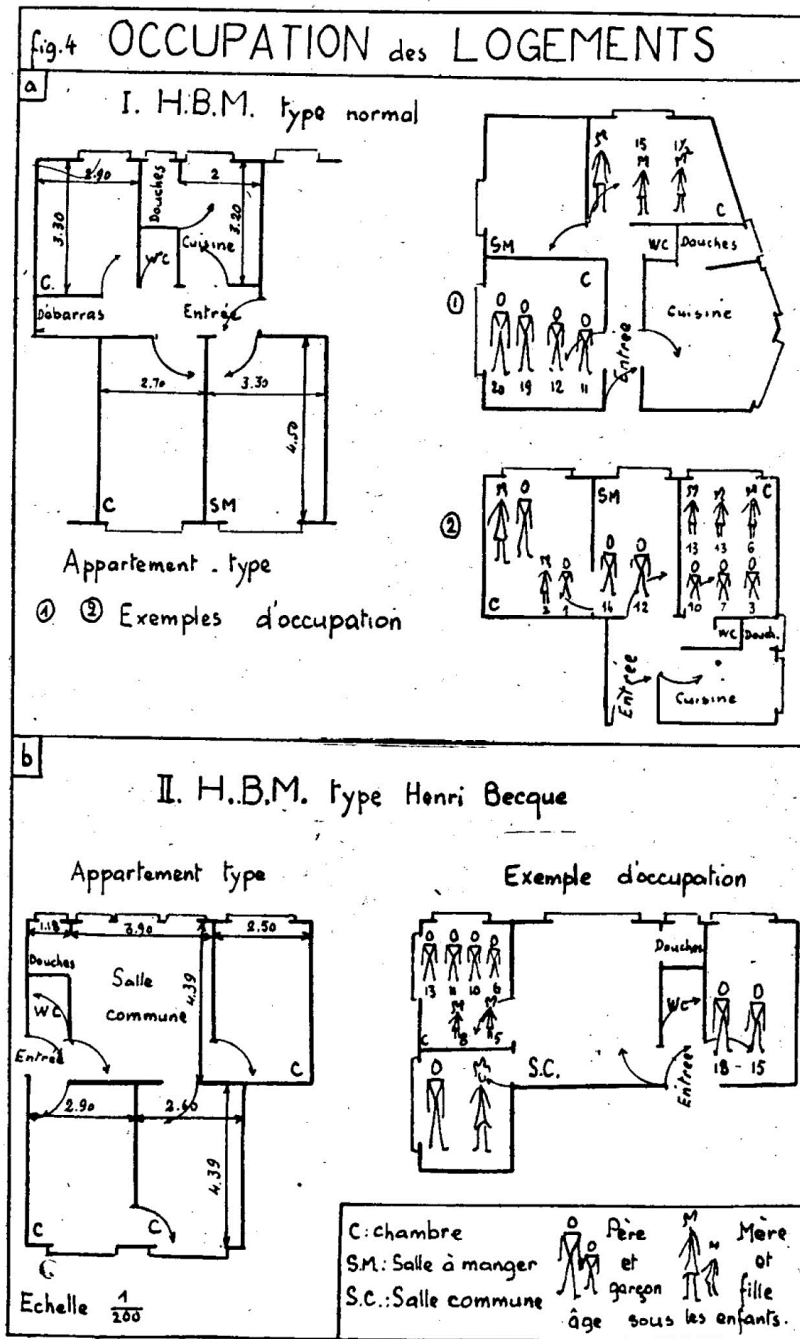 fig.4 OCCUPATION des LOGEMENTS
a
I. H.B.M. type normal
2.90
2
3.30
Douches
3.20
WC
Cuisine
C.
Débarras
Entrée
2.70
3.30
4.50
C
SM
Appartement-type
① ② Exemples d'occupation
①
15
1½
C
SM
WC
Douches
C
Cuisine
Entrée
20
19
12
11
②
SM
C
13
13
6
2
1
14
12
10
7
3
C
WC
Douch.
Entrée
Cuisine
b
II. H.B.M. type Henri Becque
Appartement type
1.18
3.90
2.50
Douches
Salle
commune
4.39
WC
Entrée
C
2.90
2.60
4.39
C
C
Echelle 1/200
Exemple d'occupation
13
11
10
6
8
5
C
Douches
WC
S.C.
Entrée
18 - 15
C: chambre
S.M.: Salle à manger
S.C.: Salle commune
Père
et
garçon
Mère
et
fille
âge sous les enfants.